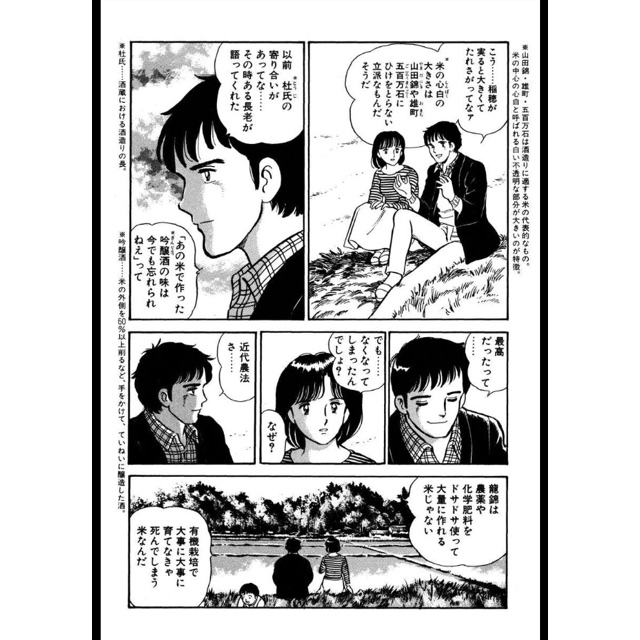 ※山田錦・雄町・五百万石は酒造りに適する米の代表的なもの。
米の中心の心白と呼ばれる白い不透明な部分が大きいのが特徴。
こう……稲穂が
実ると大きくて
たれさがってなァ
※米の心白の
大きさは
山田錦や雄町
五百万石に
ひけをとらない
立派なもんだ
そうだ
以前　杜氏の
寄り合いが
あってな……
その時ある長老が
語ってくれた
「あの米で作った
※吟醸酒の味は
今でも忘れられ
ねえ」って
※杜氏……酒蔵における酒造りの長。
※吟醸酒……米の外側を60%以上削るなど、手をかけて、ていねいに醸造した酒。
最高
だったって
でも……
なくなって
しまったん
でしょ?
なぜ?
近代農法
さ……
龍錦は
農薬や
化学肥料を
ドサドサ使って
大量に作れる
米じゃない
有機栽培で
大事に大事に
育てなきゃ
死んでしまう
米なんだ